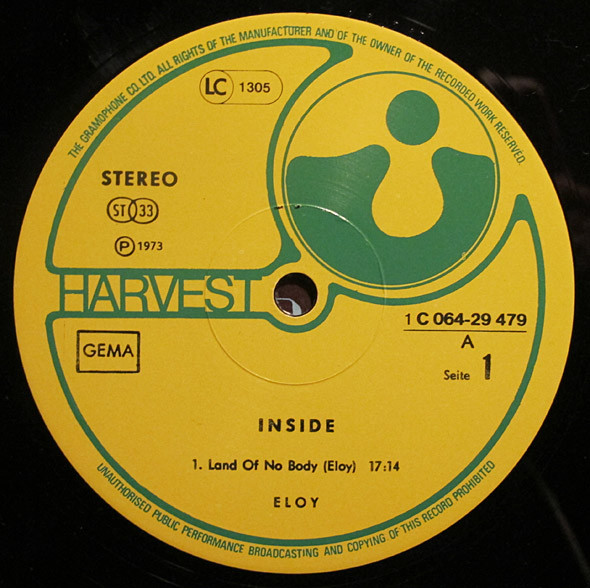 THE GRAMOPHONE CO. LTD. ALL RIGHTS OF THE MANUFACTURER AND OF THE OWNER OF THE RECORDED WORK RESERVED.
LC 1305
STEREO
ST 33
P 1973
HARVEST
1 C 064-29 479
GEMA
A
Seite 1
INSIDE
1. Land Of No Body (Eloy) 17:14
ELOY
UNAUTHORISED PUBLIC PERFORMANCE BROADCASTING AND COPYING OF THIS RECORD PROHIBITED